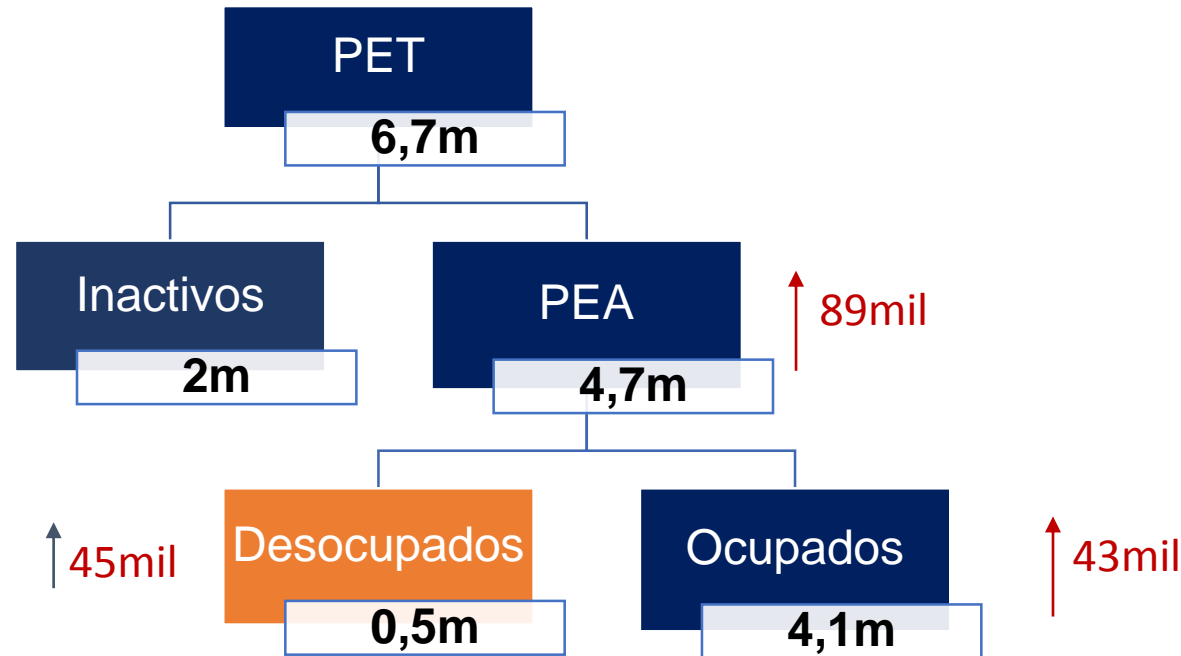 PET
6,7m
Inactivos
2m
PEA
4,7m
89mil
Desocupados
0,5m
45mil
Ocupados
4,1m
43mil